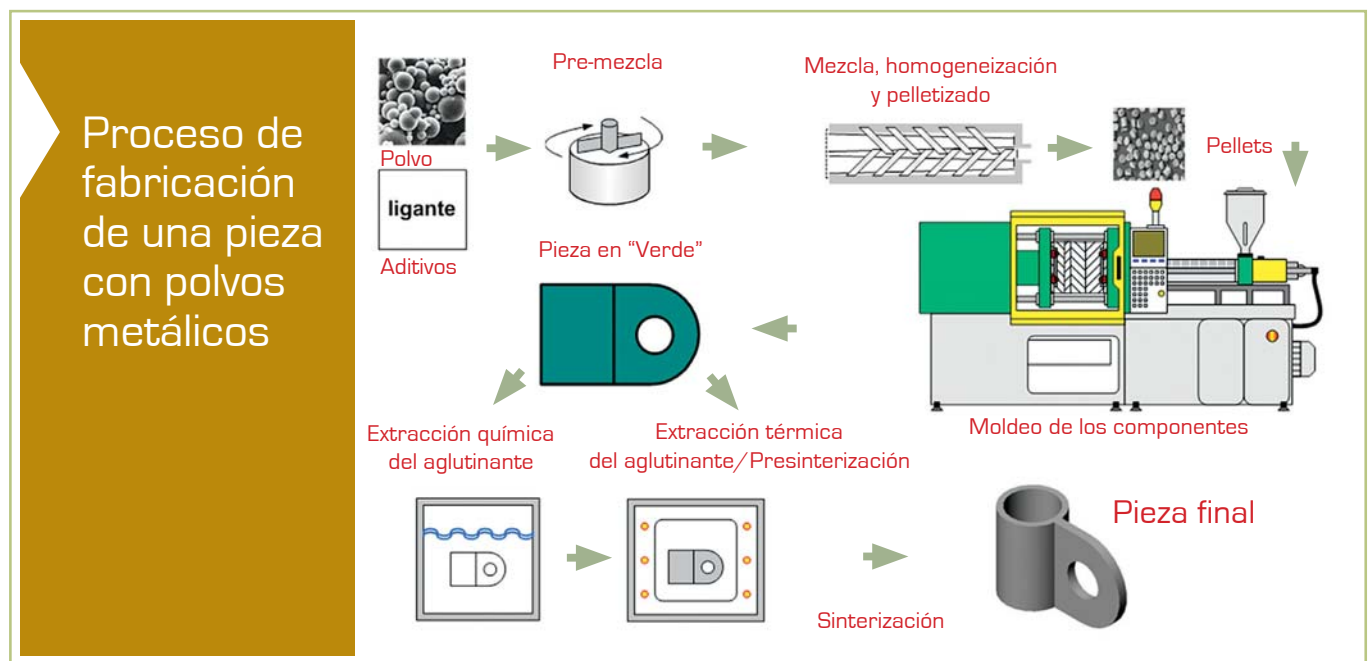 Proceso de
fabricación
de una pieza
con polvos
metálicos
Polvo
ligante
Aditivos
Pre-mezcla
Mezcla, homogeneización
y pelletizado
Pellets
Moldeo de los componentes
Pieza en “Verde”
Extracción química
del aglutinante
Extracción térmica
del aglutinante/Presinterización
Sinterización
Pieza final